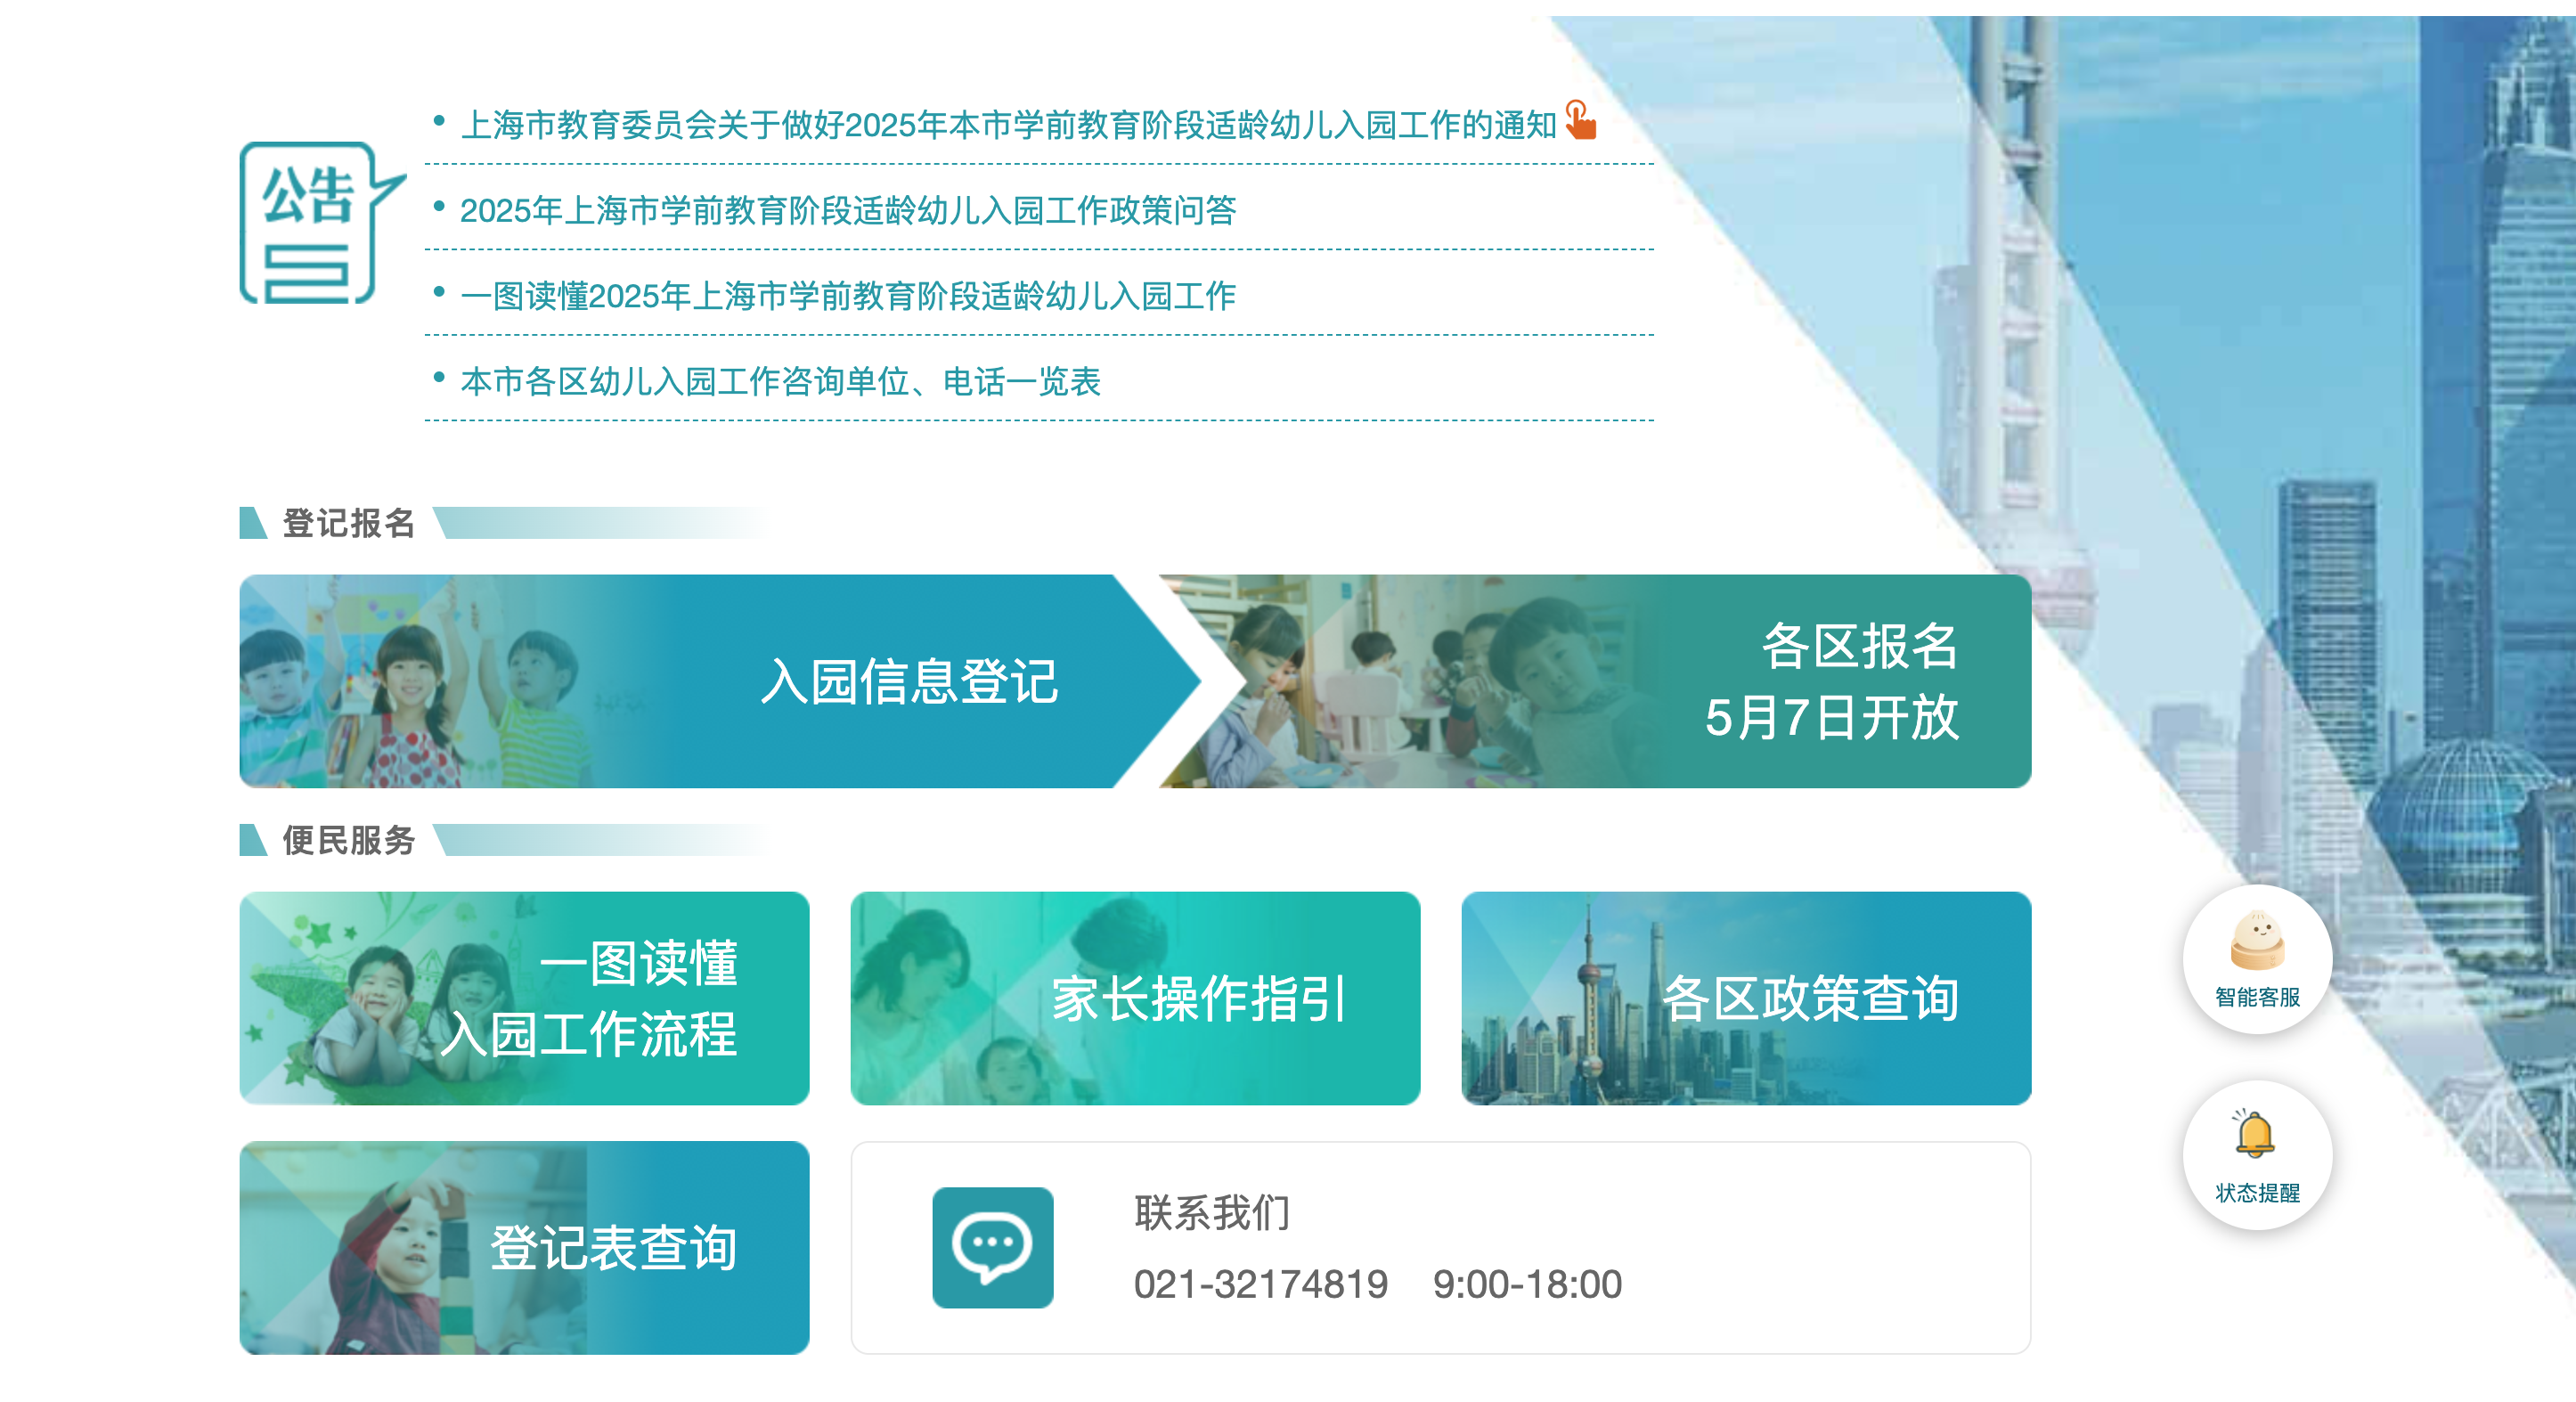 公告
上海市教育委员会关于做好2025年本市学前教育阶段适龄幼儿入园工作的通知
2025年上海市学前教育阶段适龄幼儿入园工作政策问答
一图读懂2025年上海市学前教育阶段适龄幼儿入园工作
本市各区幼儿入园工作咨询单位、电话一览表
登记报名
入园信息登记
各区报名
5月7日开放
便民服务
一图读懂
入园工作流程
家长操作指引
各区政策查询
智能客服
状态提醒
登记表查询
联系我们
021-32174819 9:00-18:00